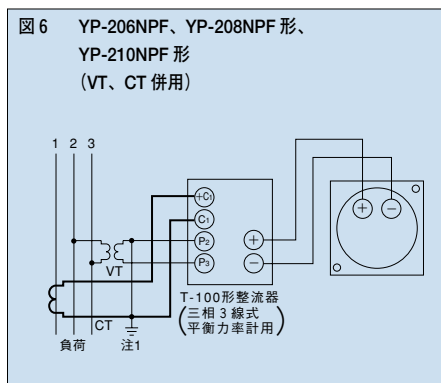 図6 YP-206NPF、YP-208NPF 形、
YP-210NPF 形
(VT、CT 併用)
1 2 3
+C1
C1
P2
P3
+
−
+
−
VT
CT
負荷
注1
T-100形整流器
(三相3線式
平衡力率計用)